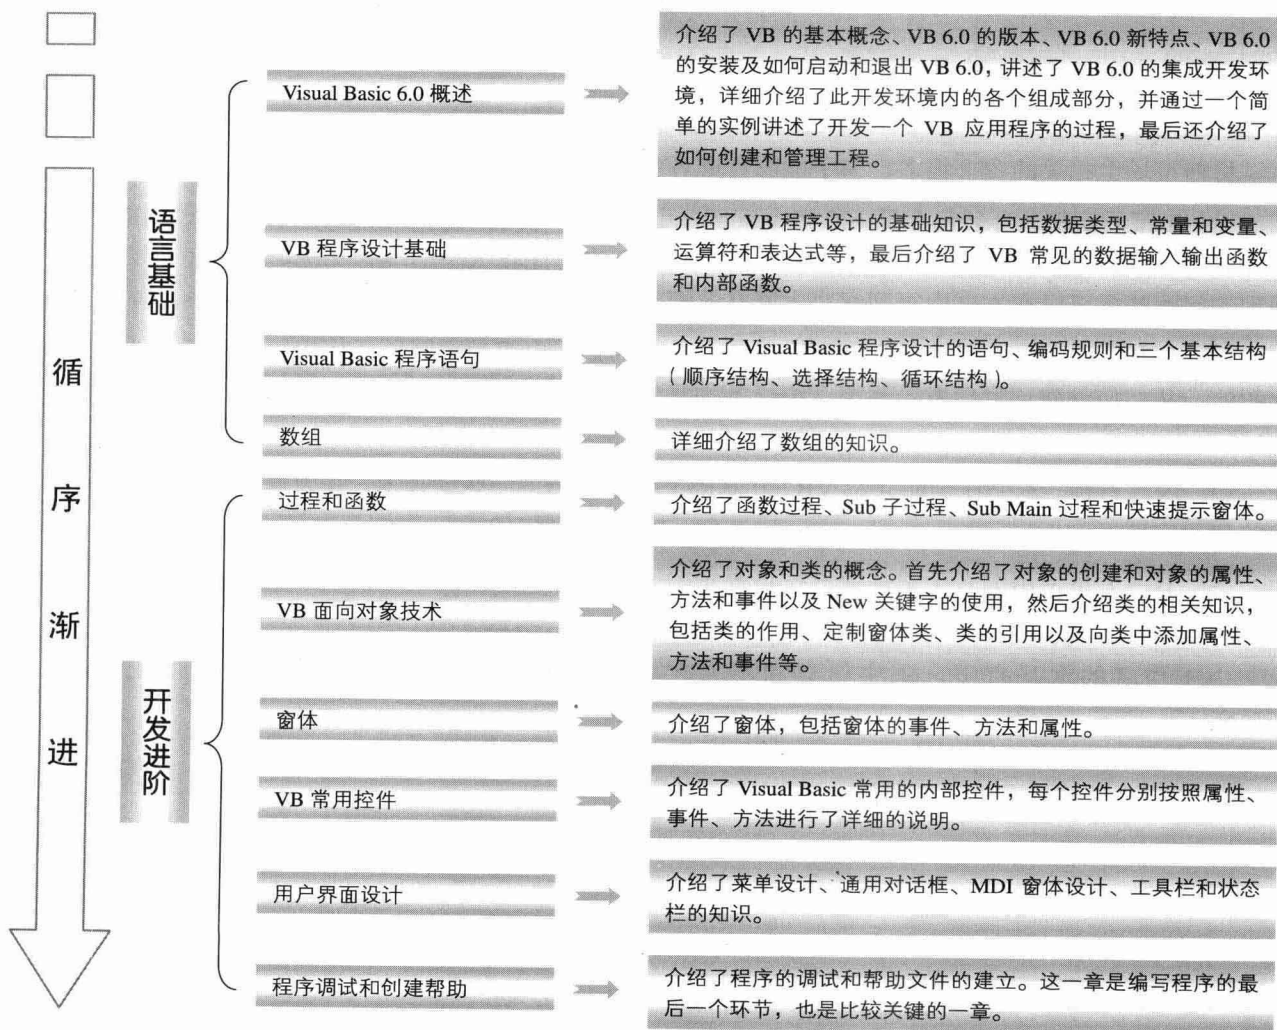 循序渐进
语言基础
Visual Basic 6.0 概述
介绍了 VB 的基本概念、VB 6.0 的版本、VB 6.0 新特点、VB 6.0
的安装及如何启动和退出 VB 6.0，讲述了 VB 6.0 的集成开发环
境，详细介绍了此开发环境内的各个组成部分，并通过一个简
单的实例讲述了开发一个 VB 应用程序的过程，最后还介绍了
如何创建和管理工程。
VB 程序设计基础
介绍了 VB 程序设计的基础知识，包括数据类型、常量和变量、
运算符和表达式等，最后介绍了 VB 常见的数据输入输出函数
和内部函数。
Visual Basic 程序语句
介绍了 Visual Basic 程序设计的语句、编码规则和三个基本结构
（顺序结构、选择结构、循环结构）。
数组
详细介绍了数组的知识。
开发进阶
过程和函数
介绍了函数过程、Sub 子过程、Sub Main 过程和快速提示窗体。
VB 面向对象技术
介绍了对象和类的概念。首先介绍了对象的创建和对象的属性、
方法和事件以及 New 关键字的使用，然后介绍类的相关知识，
包括类的作用、定制窗体类、类的引用以及向类中添加属性、
方法和事件等。
窗体
介绍了窗体，包括窗体的事件、方法和属性。
VB 常用控件
介绍了 Visual Basic 常用的内部控件，每个控件分别按照属性、
事件、方法进行了详细的说明。
用户界面设计
介绍了菜单设计、通用对话框、MDI 窗体设计、工具栏和状态
栏的知识。
程序调试和创建帮助
介绍了程序的调试和帮助文件的建立。这一章是编写程序的最
后一个环节，也是比较关键的一章。